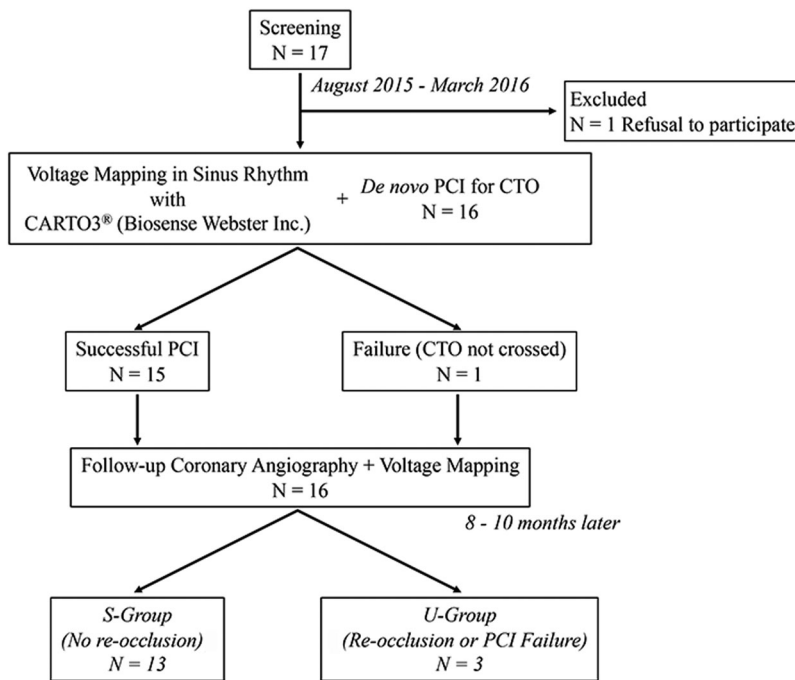 Screening
N = 17
August 2015 - March 2016
Excluded
N = 1 Refusal to participate
Voltage Mapping in Sinus Rhythm
with
CARTO3® (Biosense Webster Inc.)
+
De novo PCI for CTO
N = 16
Successful PCI
N = 15
Failure (CTO not crossed)
N = 1
Follow-up Coronary Angiography + Voltage Mapping
N = 16
8 - 10 months later
S-Group
(No re-occlusion)
N = 13
U-Group
(Re-occlusion or PCI Failure)
N = 3